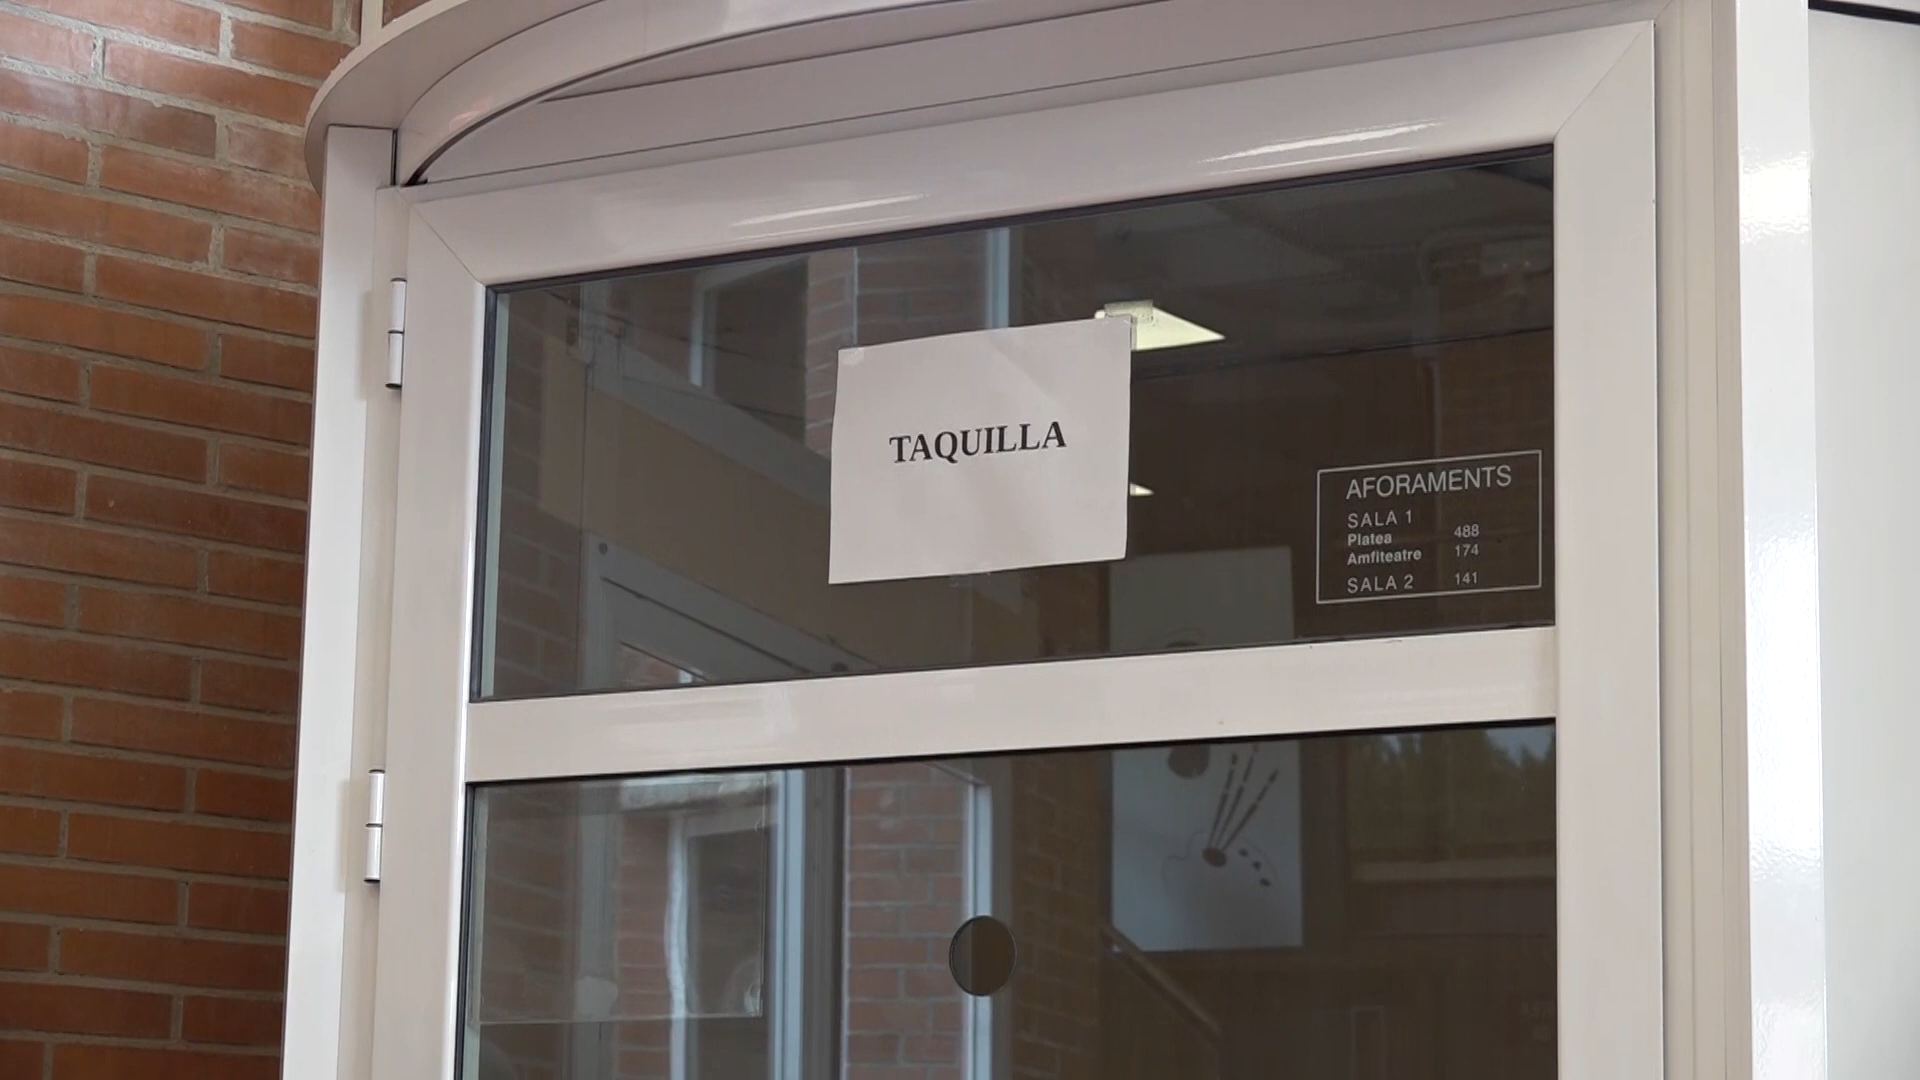 TAQUILLA
AFORAMENTS
SALA 1
Platea 488
Amfiteatre 174
SALA 2 141